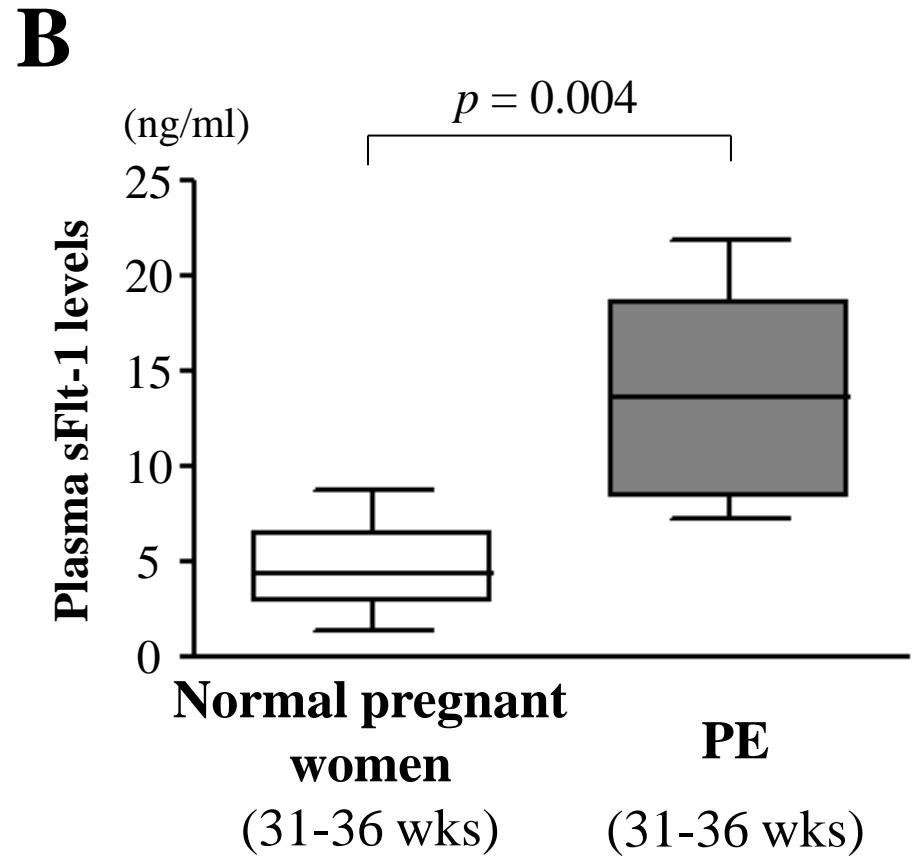 B
p = 0.004
(ng/ml)
25
20
15
10
5
0
Plasma sFlt-1 levels
Normal pregnant
women
(31-36 wks)
PE
(31-36 wks)